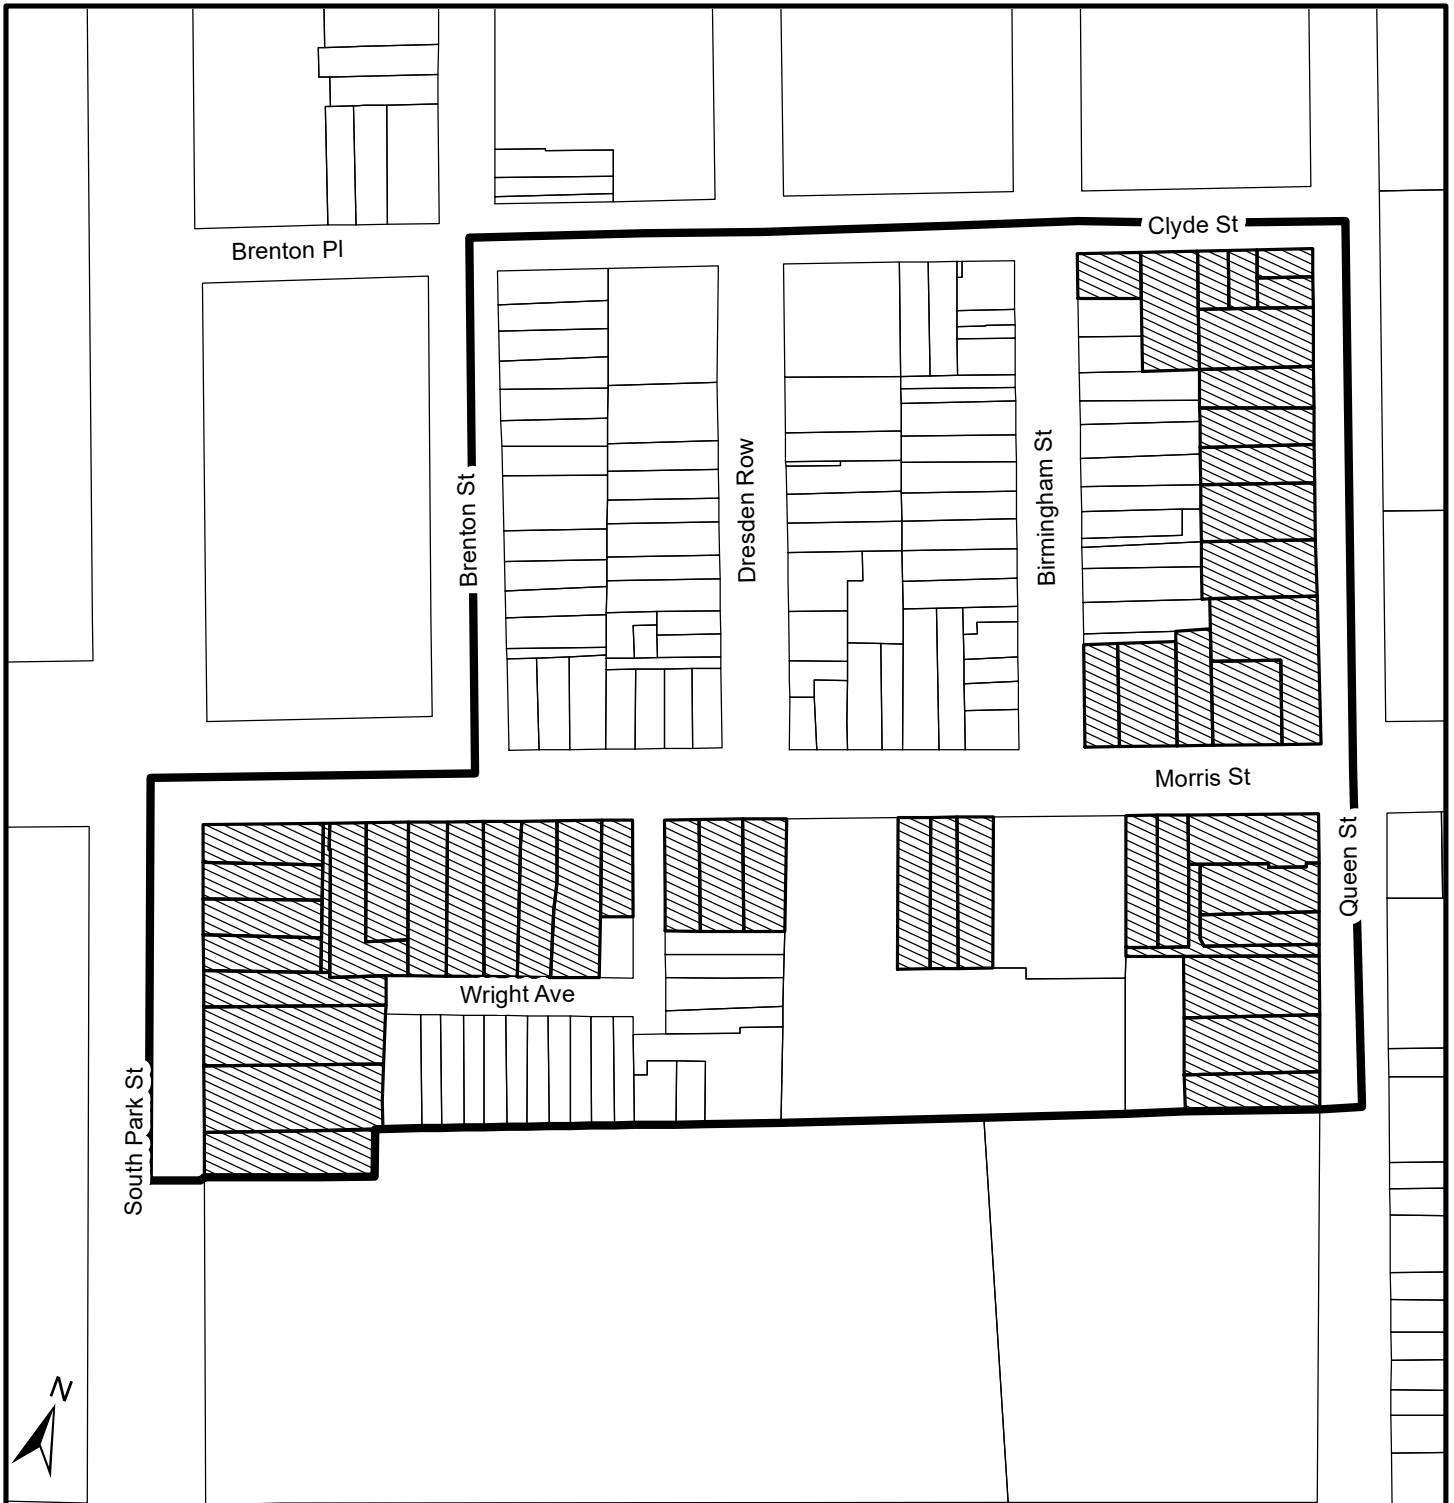 Clyde St
Brenton Pl
Brenton St
Dresden Row
Birmingham St
Morris St
Queen St
Wright Ave
South Park St
N